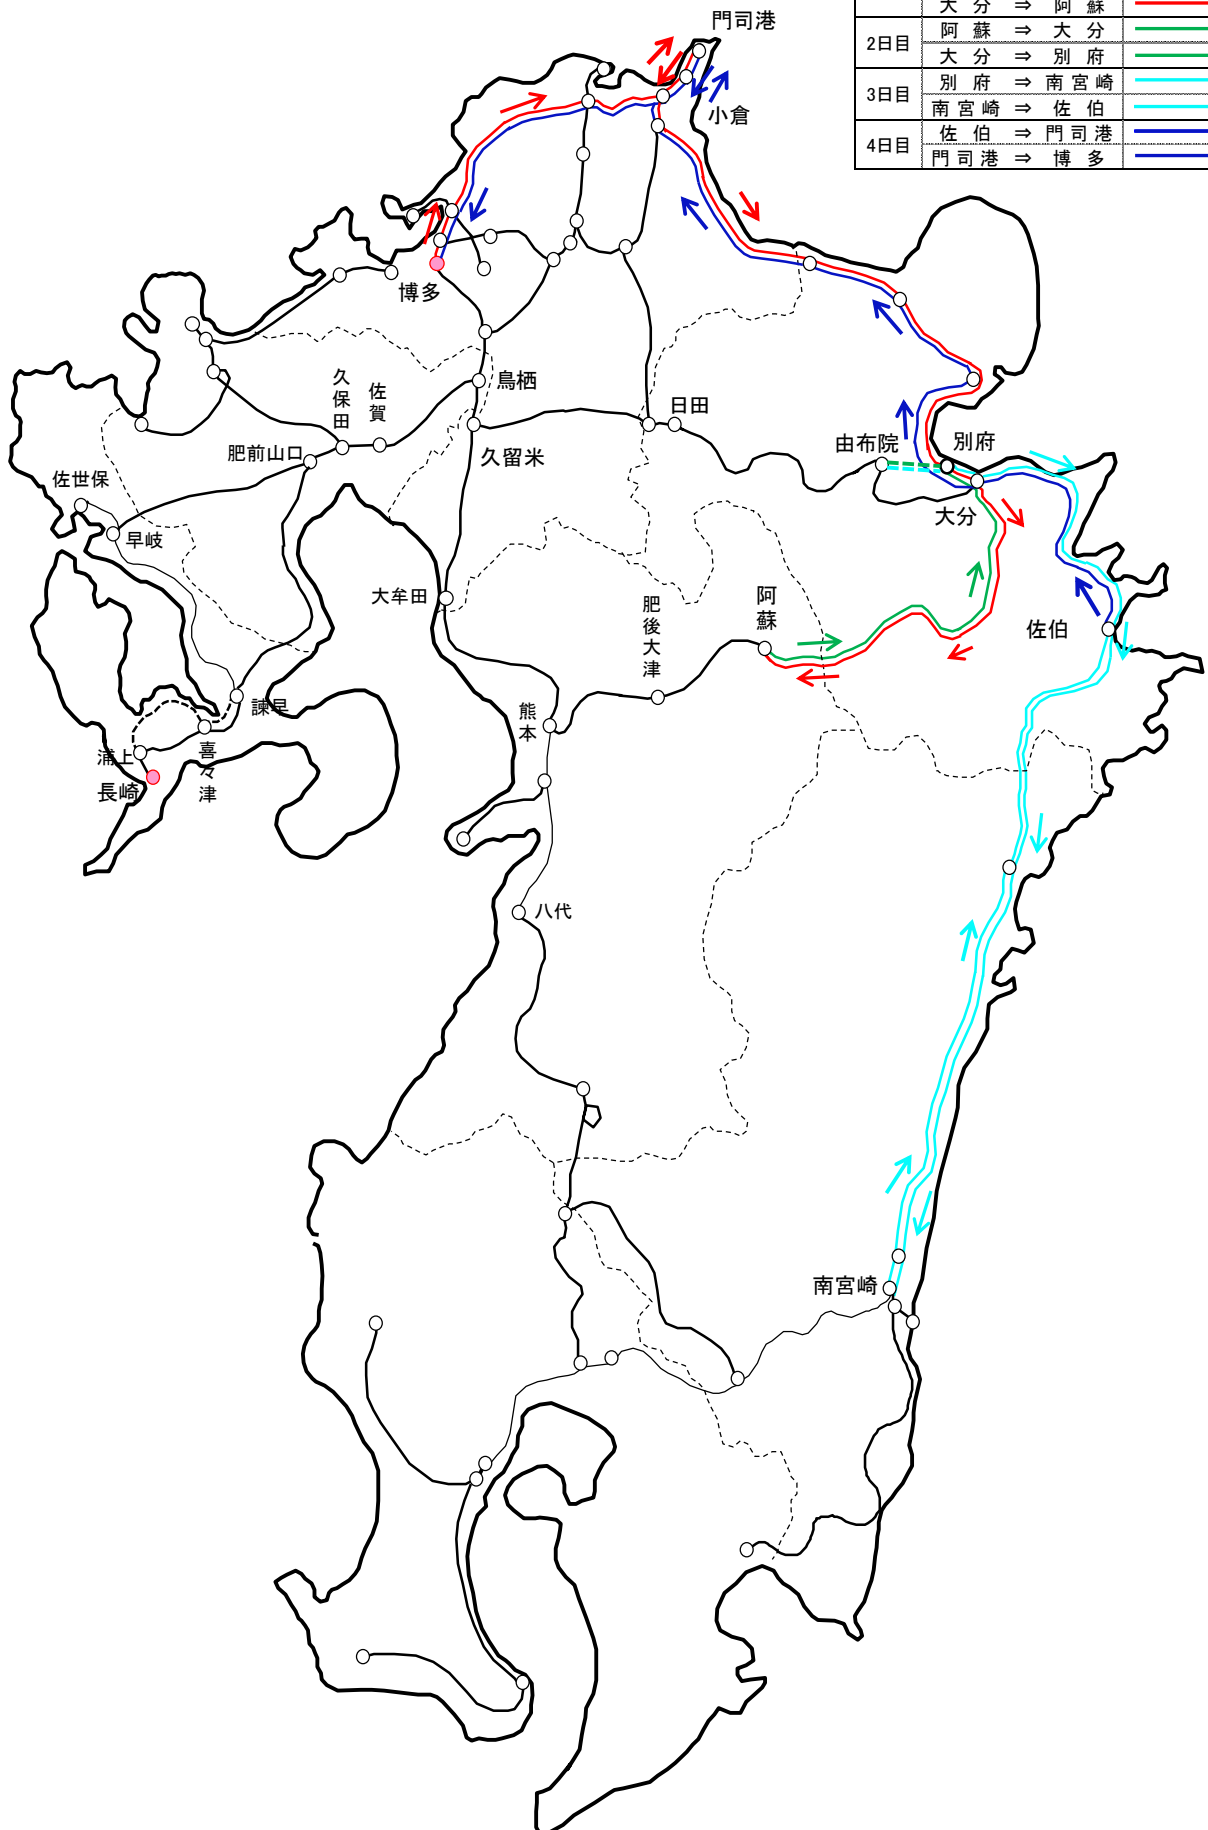 大分 ⇒ 阿蘇
2日目
阿蘇 ⇒ 大分
大分 ⇒ 別府
3日目
別府 ⇒ 南宮崎
南宮崎 ⇒ 佐伯
4日目
佐伯 ⇒ 門司港
門司港 ⇒ 博多
門司港
小倉
博多
鳥栖
久保田
佐賀
日田
由布院
別府
肥前山口
久留米
佐世保
大分
早岐
大牟田
肥後大津
阿蘇
佐伯
諫早
熊本
浦上
喜々津
長崎
八代
南宮崎